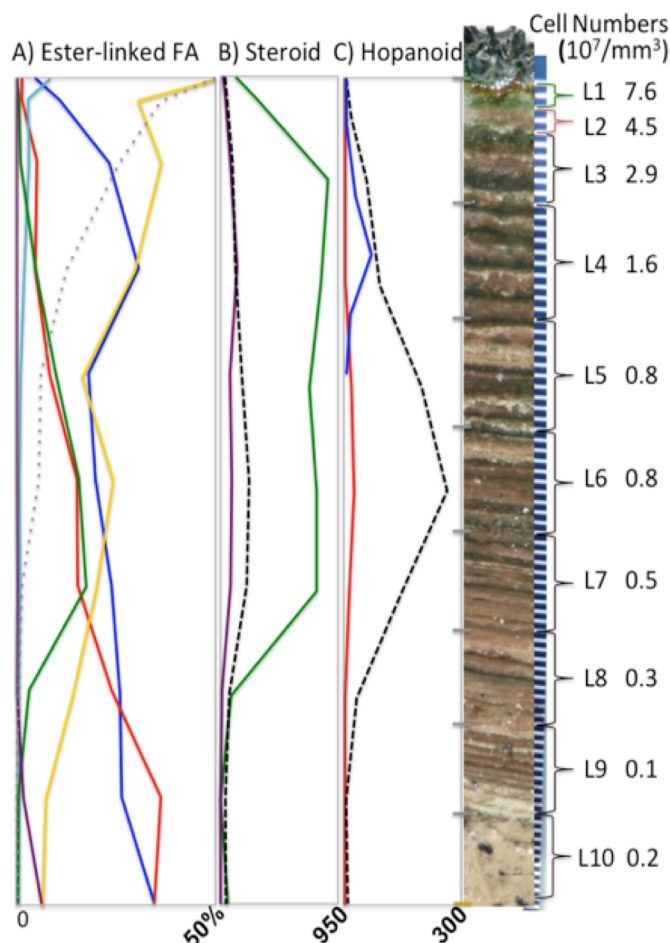 Cell Numbers
A) Ester-linked FA B) Steroid C) Hopanoid (10⁷/mm³)
L1 7.6
L2 4.5
L3 2.9
L4 1.6
L5 0.8
L6 0.8
L7 0.5
L8 0.3
L9 0.1
L10 0.2
0 50% 950 300